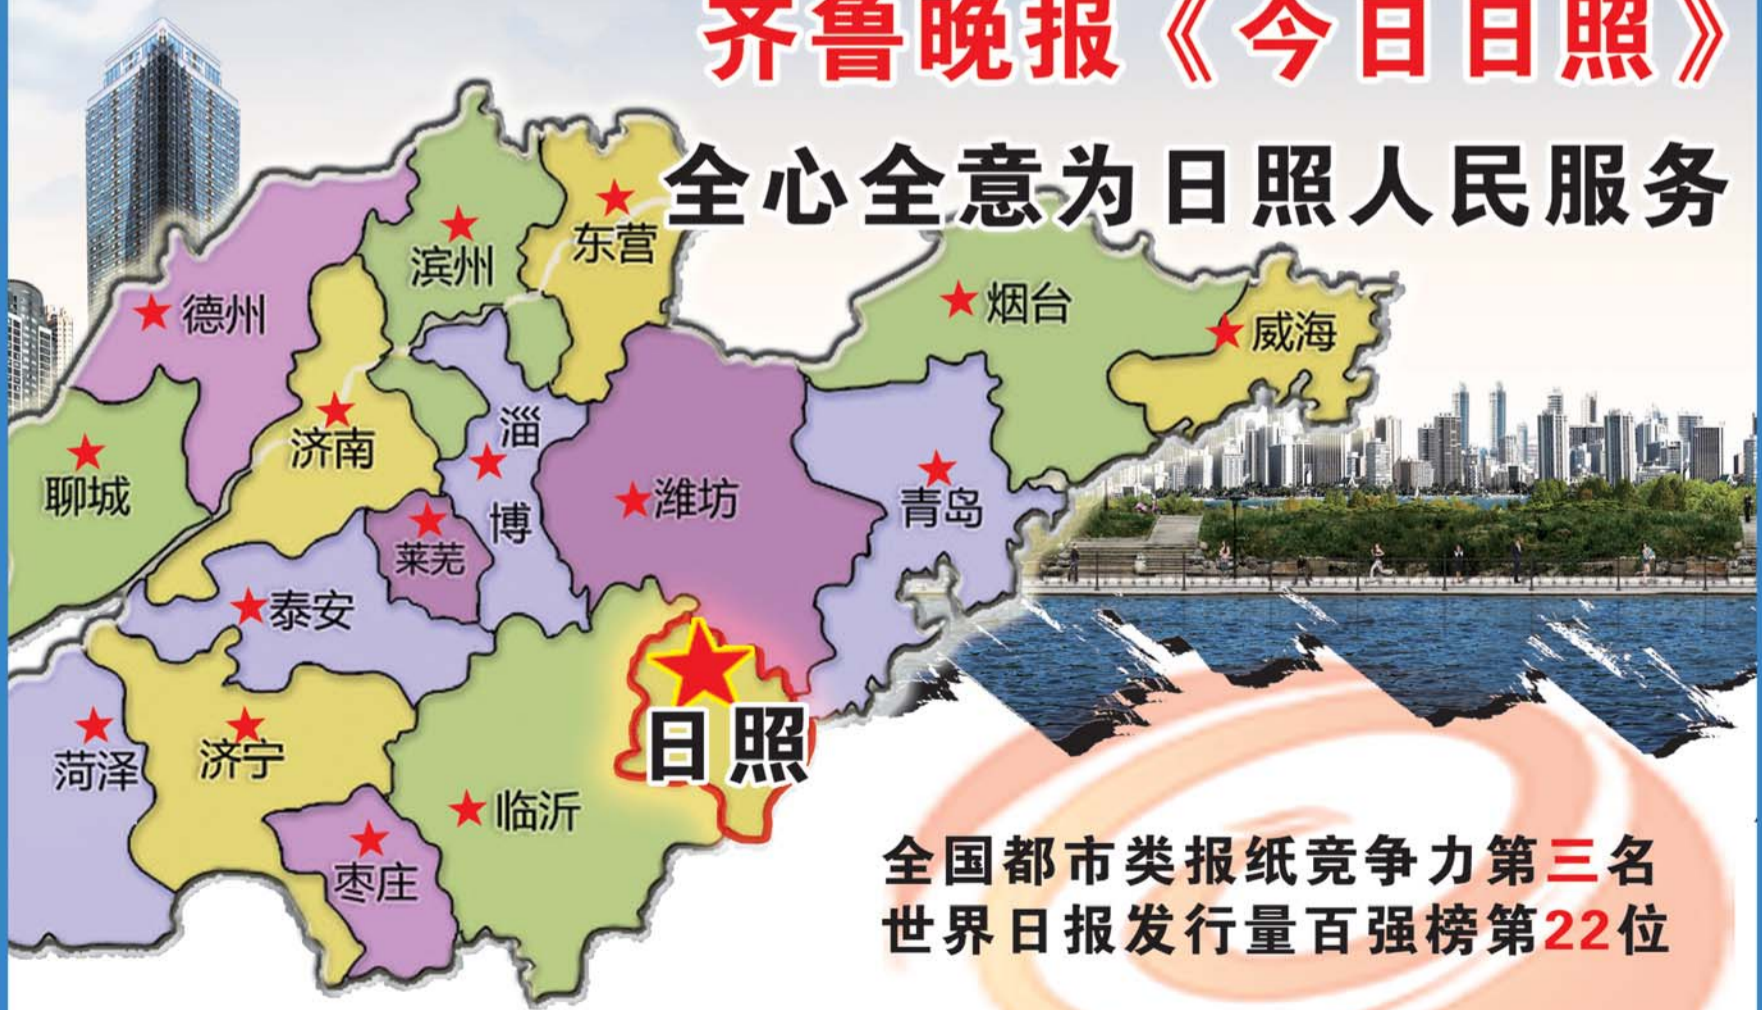 齐鲁晚报《今日日照》
全心全意为日照人民服务
东营
滨州
德州
烟台
威海
济南
淄博
聊城
潍坊
青岛
莱芜
泰安
日照
菏泽
济宁
临沂
枣庄
全国都市类报纸竞争力第三名
世界日报发行量百强榜第22位